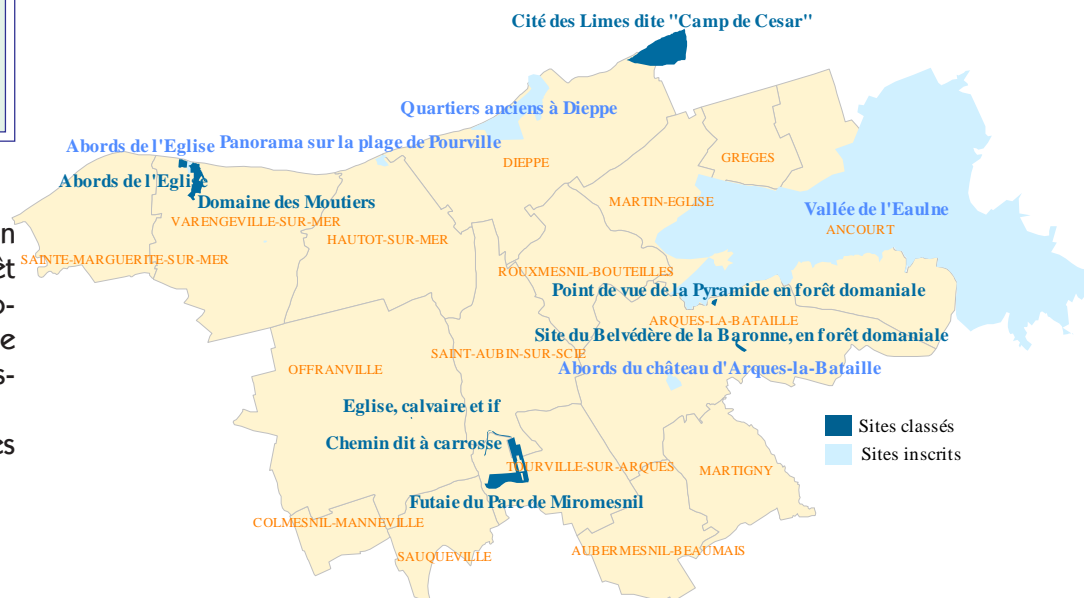 Cité des Limes dite "Camp de Cesar"
Quartiers anciens à Dieppe
Abords de l'Eglise
Panorama sur la plage de Pourville
DIEPPE
GREGES
Abords de l'Eglise
Domaine des Moutiers
MARTIN-EGLISE
Vallée de l'Eaulne
VARENGEVILLE-SUR-MER
ANCOURT
HAUTOT-SUR-MER
SAINTE-MARGUERITE-SUR-MER
ROUXMESNIL-BOUTEILLES
Point de vue de la Pyramide en forêt domaniale
ARQUES-LA-BATAILLE
Site du Belvédère de la Baronne, en forêt domaniale
SAINT-AUBIN-SUR-SCIE
OFFRANVILLE
Abords du château d'Arques-la-Bataille
Eglise, calvaire et if
Sites classés
Chemin dit à carrosse
Sites inscrits
TOURVILLE-SUR-ARQUES
MARTIGNY
Futaie du Parc de Miromesnil
COLMESNIL-MANNEVILLE
SAUQUEVILLE
AUBERMESNIL-BEAUMAIS